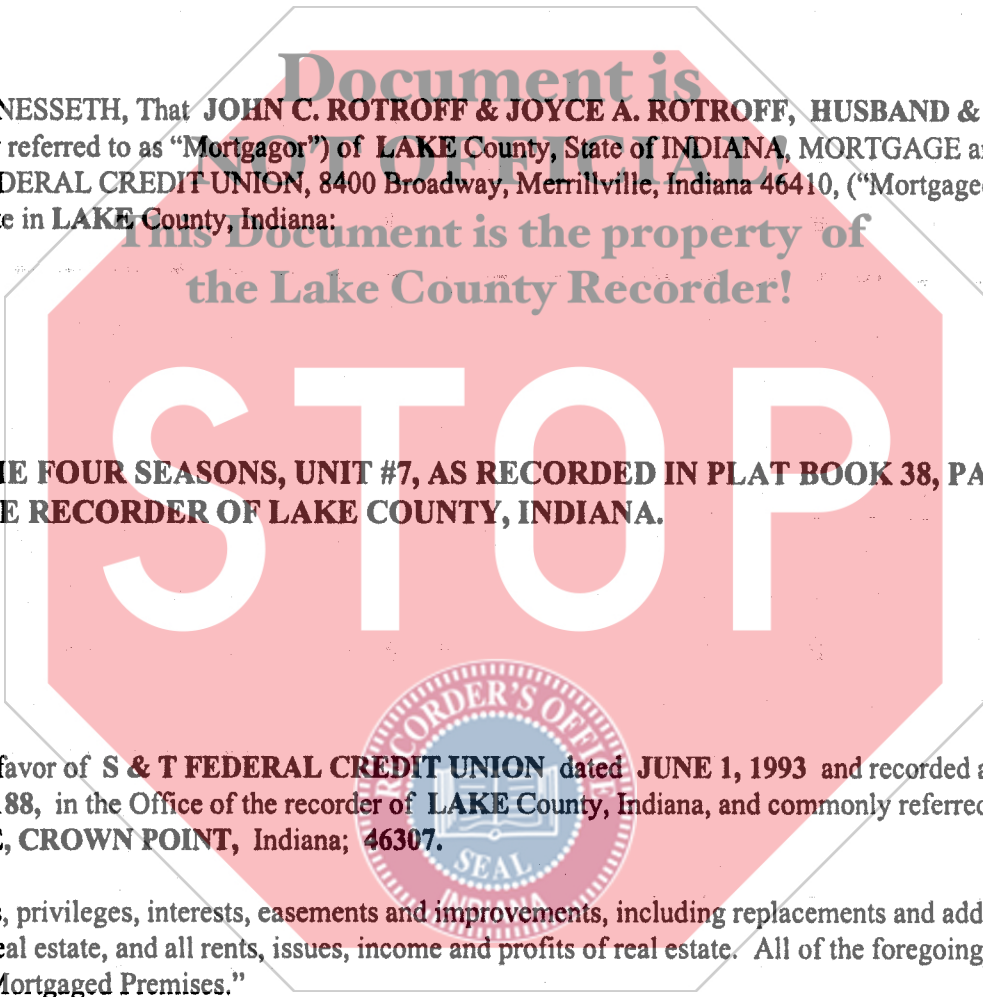 Document is
NESSETH, That JOHN C. ROTROFF & JOYCE A. ROTROFF, HUSBAND &
referred to as “Mortgagor”) of LAKE County, State of INDIANA, MORTGAGE
NOT OFFICIAL!
DERAL CREDIT UNION, 8400 Broadway, Merrillville, Indiana 46410, (“Mortgage
in LAKE County, Indiana:
This Document is the property of
the Lake County Recorder!
STOP
E FOUR SEASONS, UNIT #7, AS RECORDED IN PLAT BOOK 38, PA
E RECORDER OF LAKE COUNTY, INDIANA.
RECORDER'S OFFICE
favor of S & T FEDERAL CREDIT UNION dated JUNE 1, 1993 and recorded
188, in the Office of the recorder of LAKE County, Indiana, and commonly referred
, CROWN POINT, Indiana; 46307.
SEAL
INDIANA
, privileges, interests, easements and improvements, including replacements and add
eal estate, and all rents, issues, income and profits of real estate. All of the foregoing
Mortgaged Premises.”